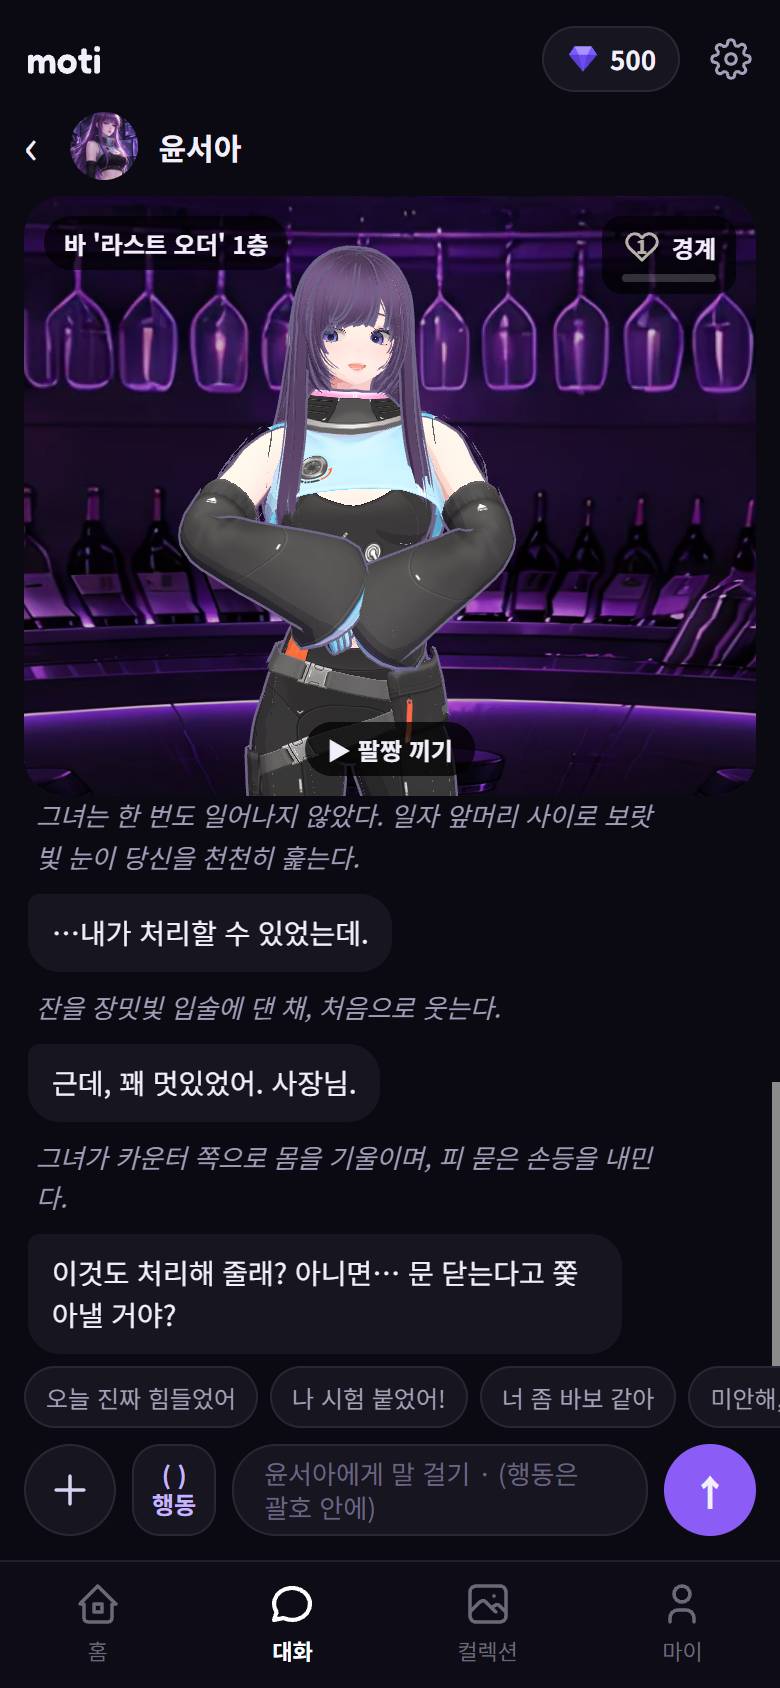 moti
500
윤서아
바 '라스트 오더' 1층
1 경계
▶ 팔짱 끼기
그녀는 한 번도 일어나지 않았다. 일자 앞머리 사이로 보랏
빛 눈이 당신을 천천히 훑는다.
…내가 처리할 수 있었는데.
잔을 장밋빛 입술에 댄 채, 처음으로 웃는다.
근데, 꽤 멋있었어. 사장님.
그녀가 카운터 쪽으로 몸을 기울이며, 피 묻은 손등을 내민
다.
이것도 처리해 줄래? 아니면… 문 닫는다고 쫓
아낼 거야?
오늘 진짜 힘들었어 나 시험 붙었어! 너 좀 바보 같아 미안해,
( )
행동
윤서아에게 말 걸기 · (행동은
괄호 안에)
홈 대화 컬렉션 마이